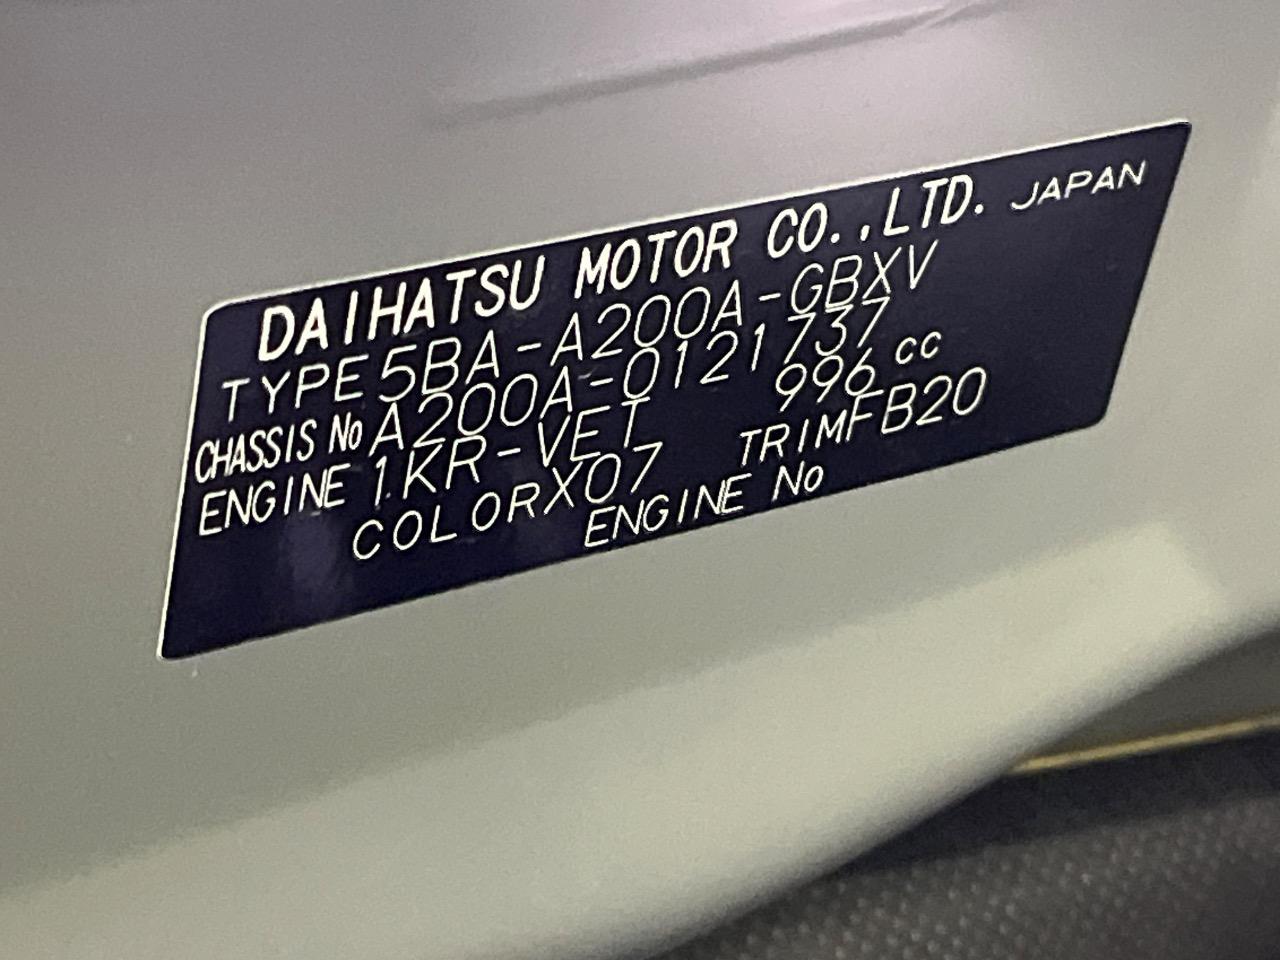 DAIHATSU MOTOR CO.,LTD. JAPAN
TYPE 5BA-A200A-GBXV
CHASSIS No A200A-0121737
ENGINE 1KR-VET 996 cc
COLOR X07 TRIM FB20
ENGINE No